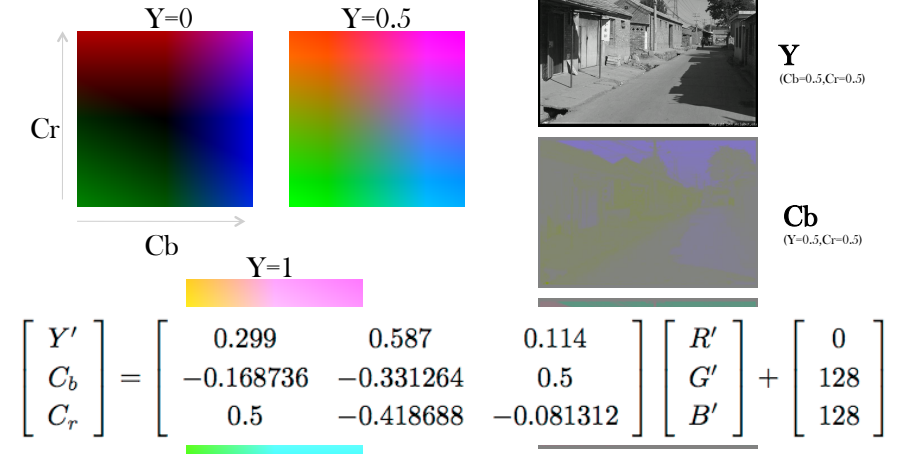 Y=0
Y=0.5
Cr
Cb
Y=1
Y
(Cb=0.5,Cr=0.5)
Cb
(Y=0.5,Cr=0.5)
[ Y′ ] = [ 0.299 0.587 0.114 ] [ R′ ] + [ 0 ]
[ C_b ] [ −0.168736 −0.331264 0.5 ] [ G′ ] [ 128 ]
[ C_r ] [ 0.5 −0.418688 −0.081312 ] [ B′ ] [ 128 ]